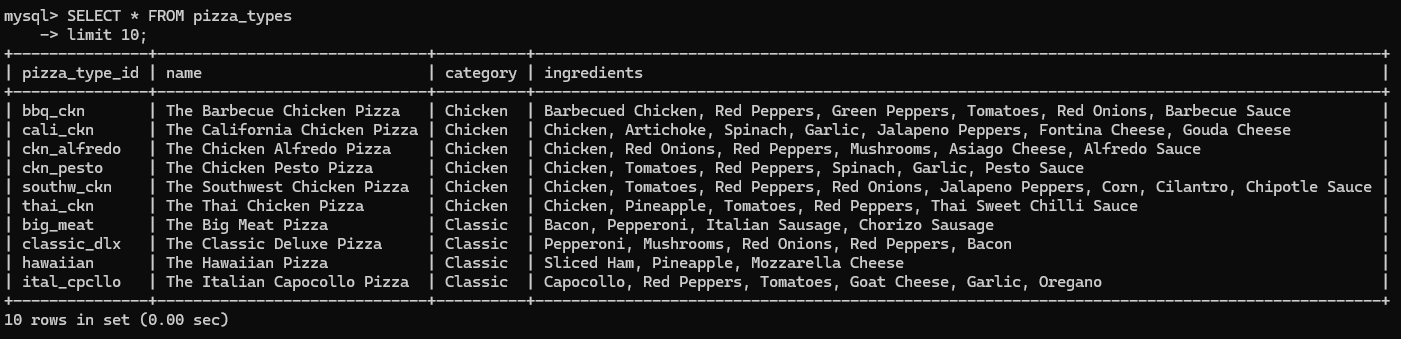 mysql> SELECT * FROM pizza_types
    -> limit 10;
+---------------+------------------------------+----------+----------------------------------------------------------------------------------------------+
| pizza_type_id | name                         | category | ingredients                                                                                  |
+---------------+------------------------------+----------+----------------------------------------------------------------------------------------------+
| bbq_ckn       | The Barbecue Chicken Pizza   | Chicken  | Barbecued Chicken, Red Peppers, Green Peppers, Tomatoes, Red Onions, Barbecue Sauce          |
| cali_ckn      | The California Chicken Pizza | Chicken  | Chicken, Artichoke, Spinach, Garlic, Jalapeno Peppers, Fontina Cheese, Gouda Cheese          |
| ckn_alfredo   | The Chicken Alfredo Pizza    | Chicken  | Chicken, Red Onions, Red Peppers, Mushrooms, Asiago Cheese, Alfredo Sauce                    |
| ckn_pesto     | The Chicken Pesto Pizza      | Chicken  | Chicken, Tomatoes, Red Peppers, Spinach, Garlic, Pesto Sauce                                 |
| southw_ckn    | The Southwest Chicken Pizza  | Chicken  | Chicken, Tomatoes, Red Peppers, Red Onions, Jalapeno Peppers, Corn, Cilantro, Chipotle Sauce |
| thai_ckn      | The Thai Chicken Pizza       | Chicken  | Chicken, Pineapple, Tomatoes, Red Peppers, Thai Sweet Chilli Sauce                           |
| big_meat      | The Big Meat Pizza           | Classic  | Bacon, Pepperoni, Italian Sausage, Chorizo Sausage                                           |
| classic_dlx   | The Classic Deluxe Pizza     | Classic  | Pepperoni, Mushrooms, Red Onions, Red Peppers, Bacon                                         |
| hawaiian      | The Hawaiian Pizza           | Classic  | Sliced Ham, Pineapple, Mozzarella Cheese                                                     |
| ital_cpcllo   | The Italian Capocollo Pizza  | Classic  | Capocollo, Red Peppers, Tomatoes, Goat Cheese, Garlic, Oregano                               |
+---------------+------------------------------+----------+----------------------------------------------------------------------------------------------+
10 rows in set (0.00 sec)